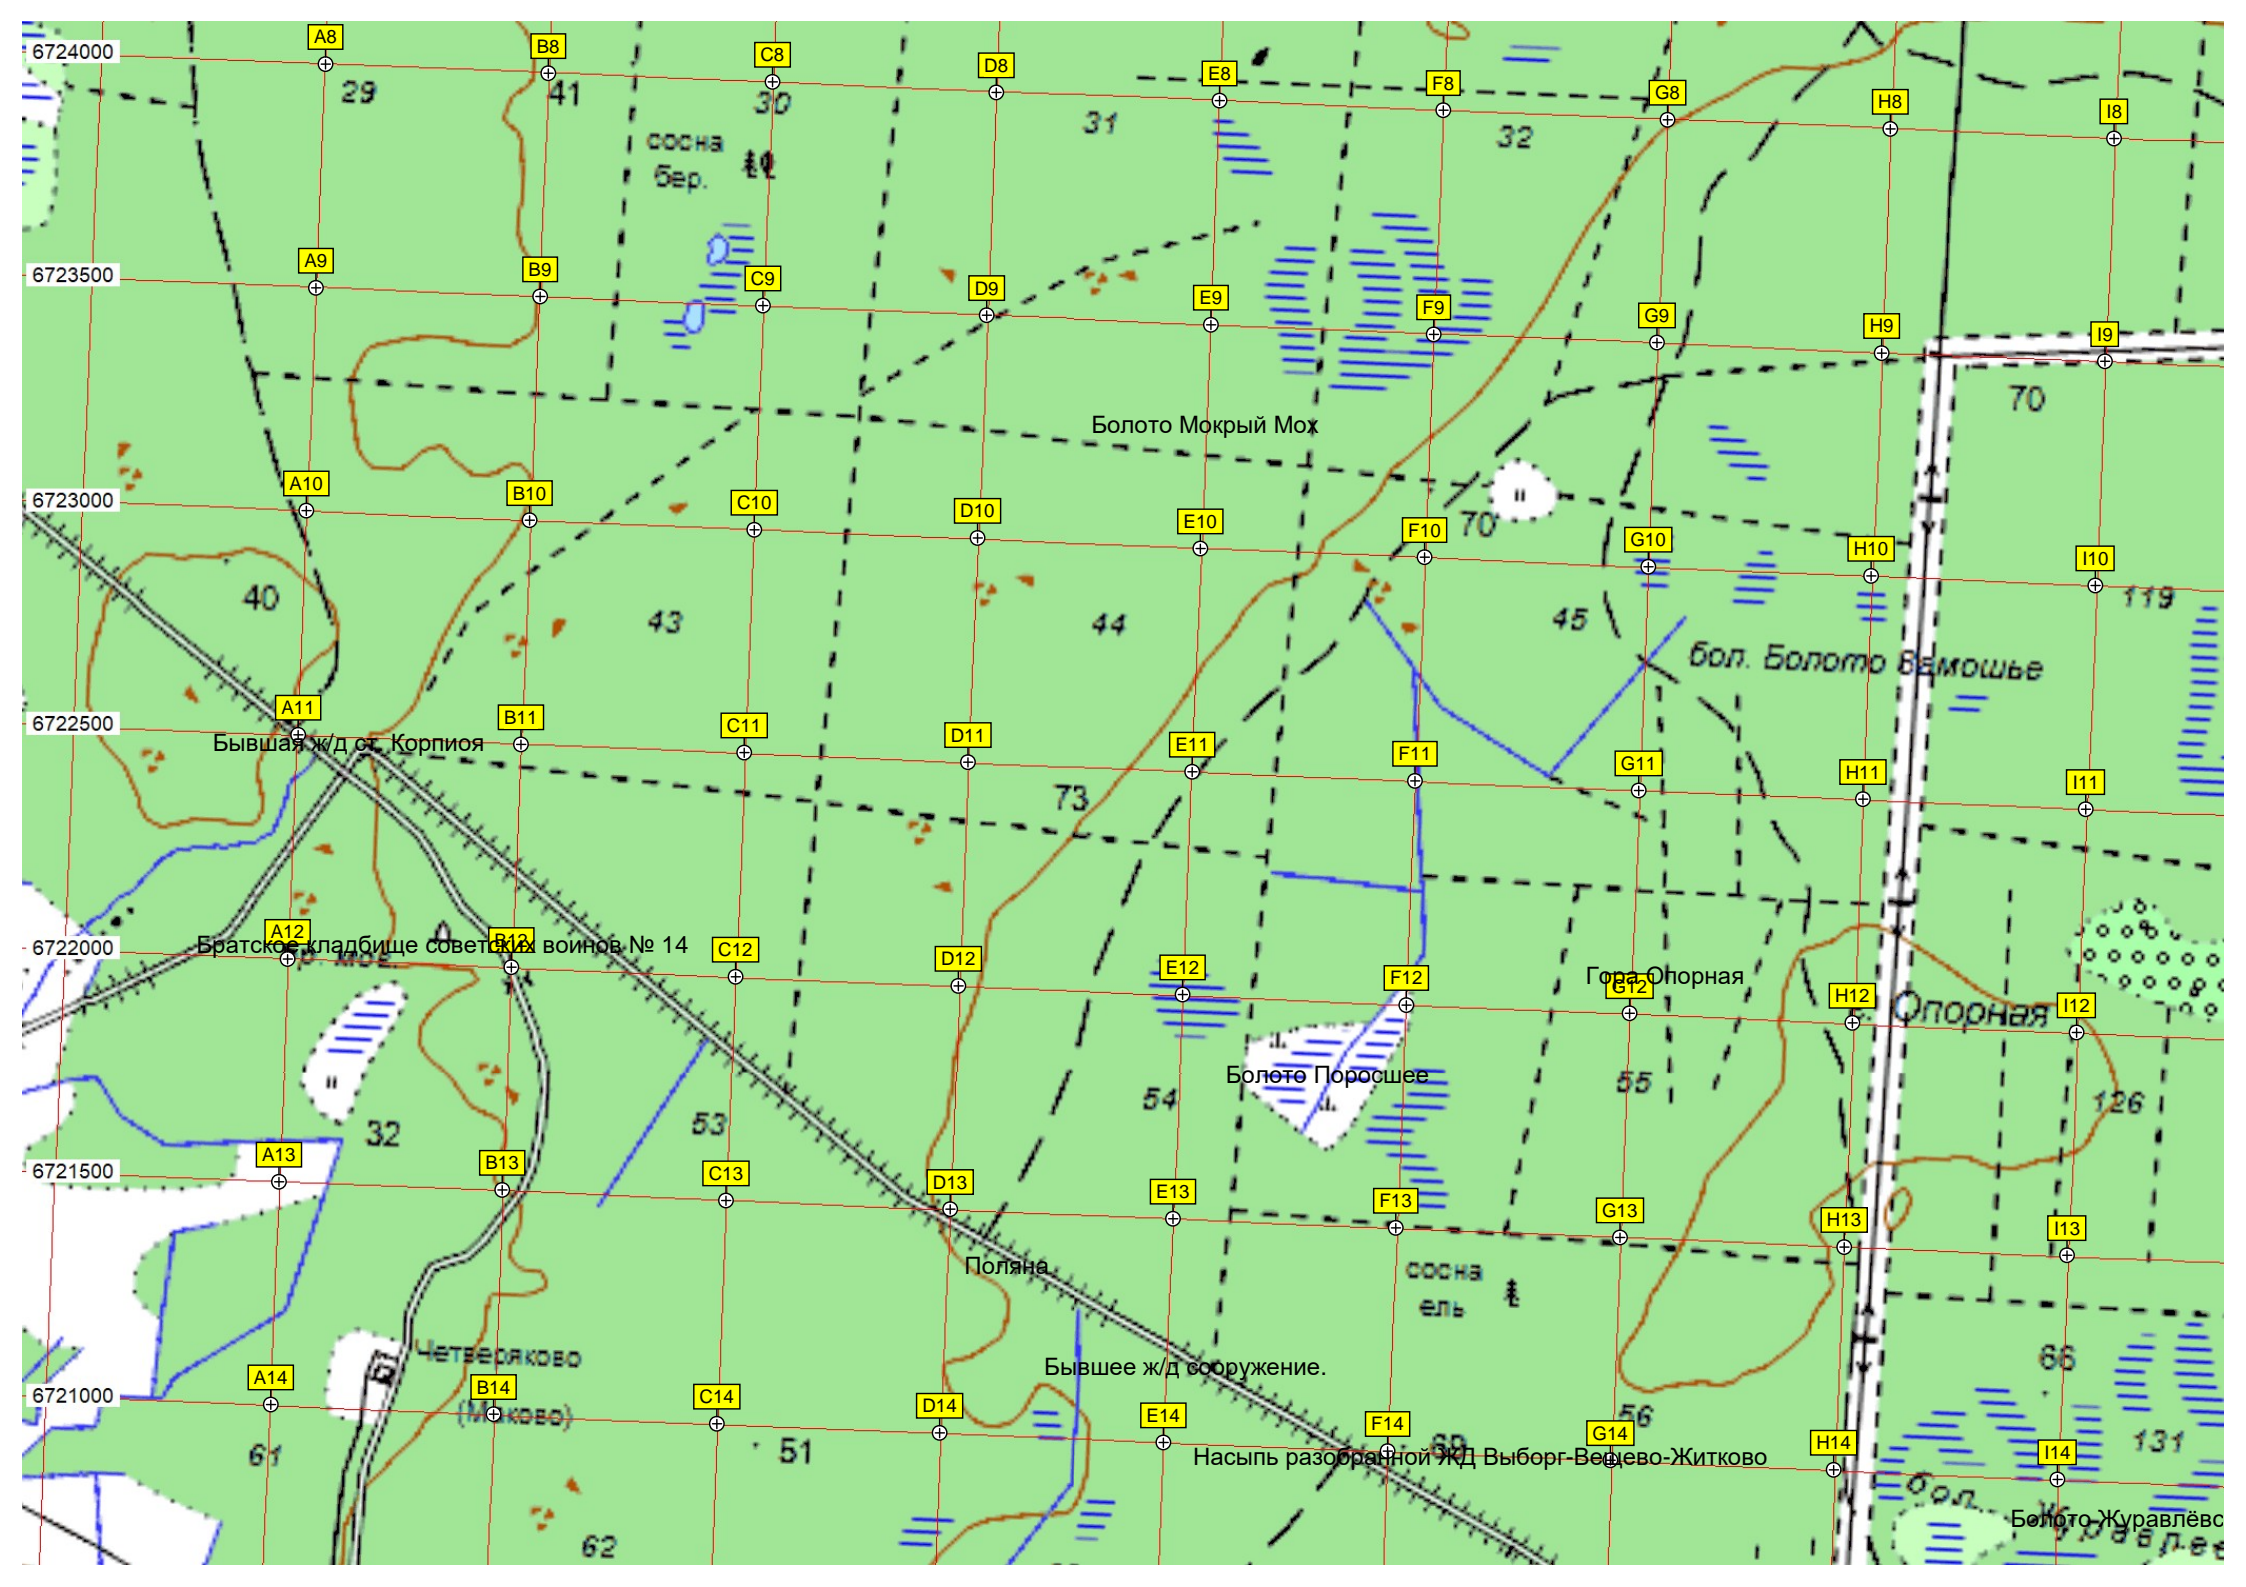 A8
B8
C8
D8
E8
F8
G8
H8
I8
6724000
29
41
30
31
32
сосна
бер.
A9
B9
C9
D9
E9
F9
G9
H9
I9
6723500
70
Болото Мокрый Мох
A10
B10
C10
D10
E10
F10
G10
H10
I10
6723000
70
40
43
44
45
119
бол. Болото Замошье
A11
B11
C11
D11
E11
F11
G11
H11
I11
6722500
Бывшая ж/д ст. Корпиоя
73
A12
B12
C12
D12
E12
F12
G12
H12
I12
6722000
Братское кладбище советских воинов № 14
р. мог.
Гора Опорная
Опорная
Болото Поросшее
32
53
54
55
126
A13
B13
C13
D13
E13
F13
G13
H13
I13
6721500
Поляна
сосна
ель
Четверяково
(Маково)
Бывшее ж/д сооружение.
66
A14
B14
C14
D14
E14
F14
G14
H14
I14
6721000
61
51
56
131
Насыпь разобранной ЖД Выборг-Вещево-Житково
62
бол.
Болото Журавлёвс